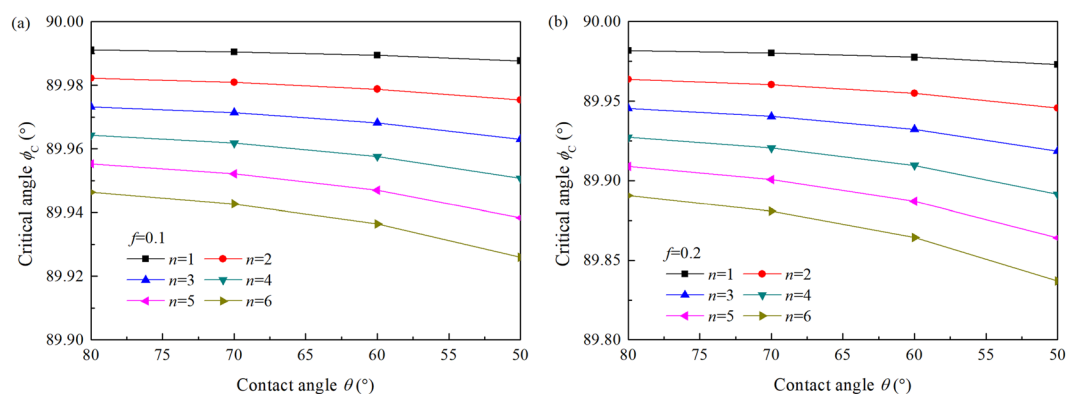 (a)
90.00
89.98
89.96
89.94
89.92
89.90
Critical angle ϕC (°)
f=0.1
n=1 n=2
n=3 n=4
n=5 n=6
80 75 70 65 60 55 50
Contact angle θ (°)
(b)
90.00
89.95
89.90
89.85
89.80
Critical angle ϕC (°)
f=0.2
n=1 n=2
n=3 n=4
n=5 n=6
80 75 70 65 60 55 50
Contact angle θ (°)